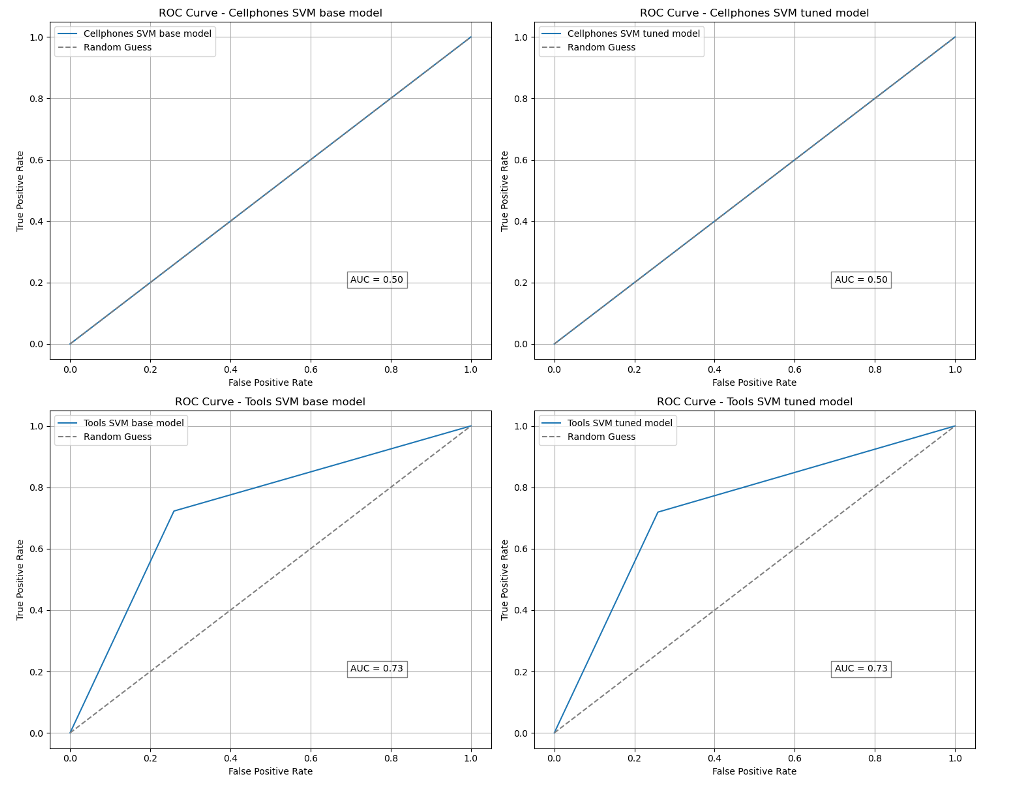 ROC Curve - Cellphones SVM base model
Cellphones SVM base model
Random Guess
True Positive Rate
1.0
0.8
0.6
0.4
0.2
0.0
AUC = 0.50
0.0 0.2 0.4 0.6 0.8 1.0
False Positive Rate
ROC Curve - Cellphones SVM tuned model
Cellphones SVM tuned model
Random Guess
True Positive Rate
1.0
0.8
0.6
0.4
0.2
0.0
AUC = 0.50
0.0 0.2 0.4 0.6 0.8 1.0
False Positive Rate
ROC Curve - Tools SVM base model
Tools SVM base model
Random Guess
True Positive Rate
1.0
0.8
0.6
0.4
0.2
0.0
AUC = 0.73
0.0 0.2 0.4 0.6 0.8 1.0
False Positive Rate
ROC Curve - Tools SVM tuned model
Tools SVM tuned model
Random Guess
True Positive Rate
1.0
0.8
0.6
0.4
0.2
0.0
AUC = 0.73
0.0 0.2 0.4 0.6 0.8 1.0
False Positive Rate